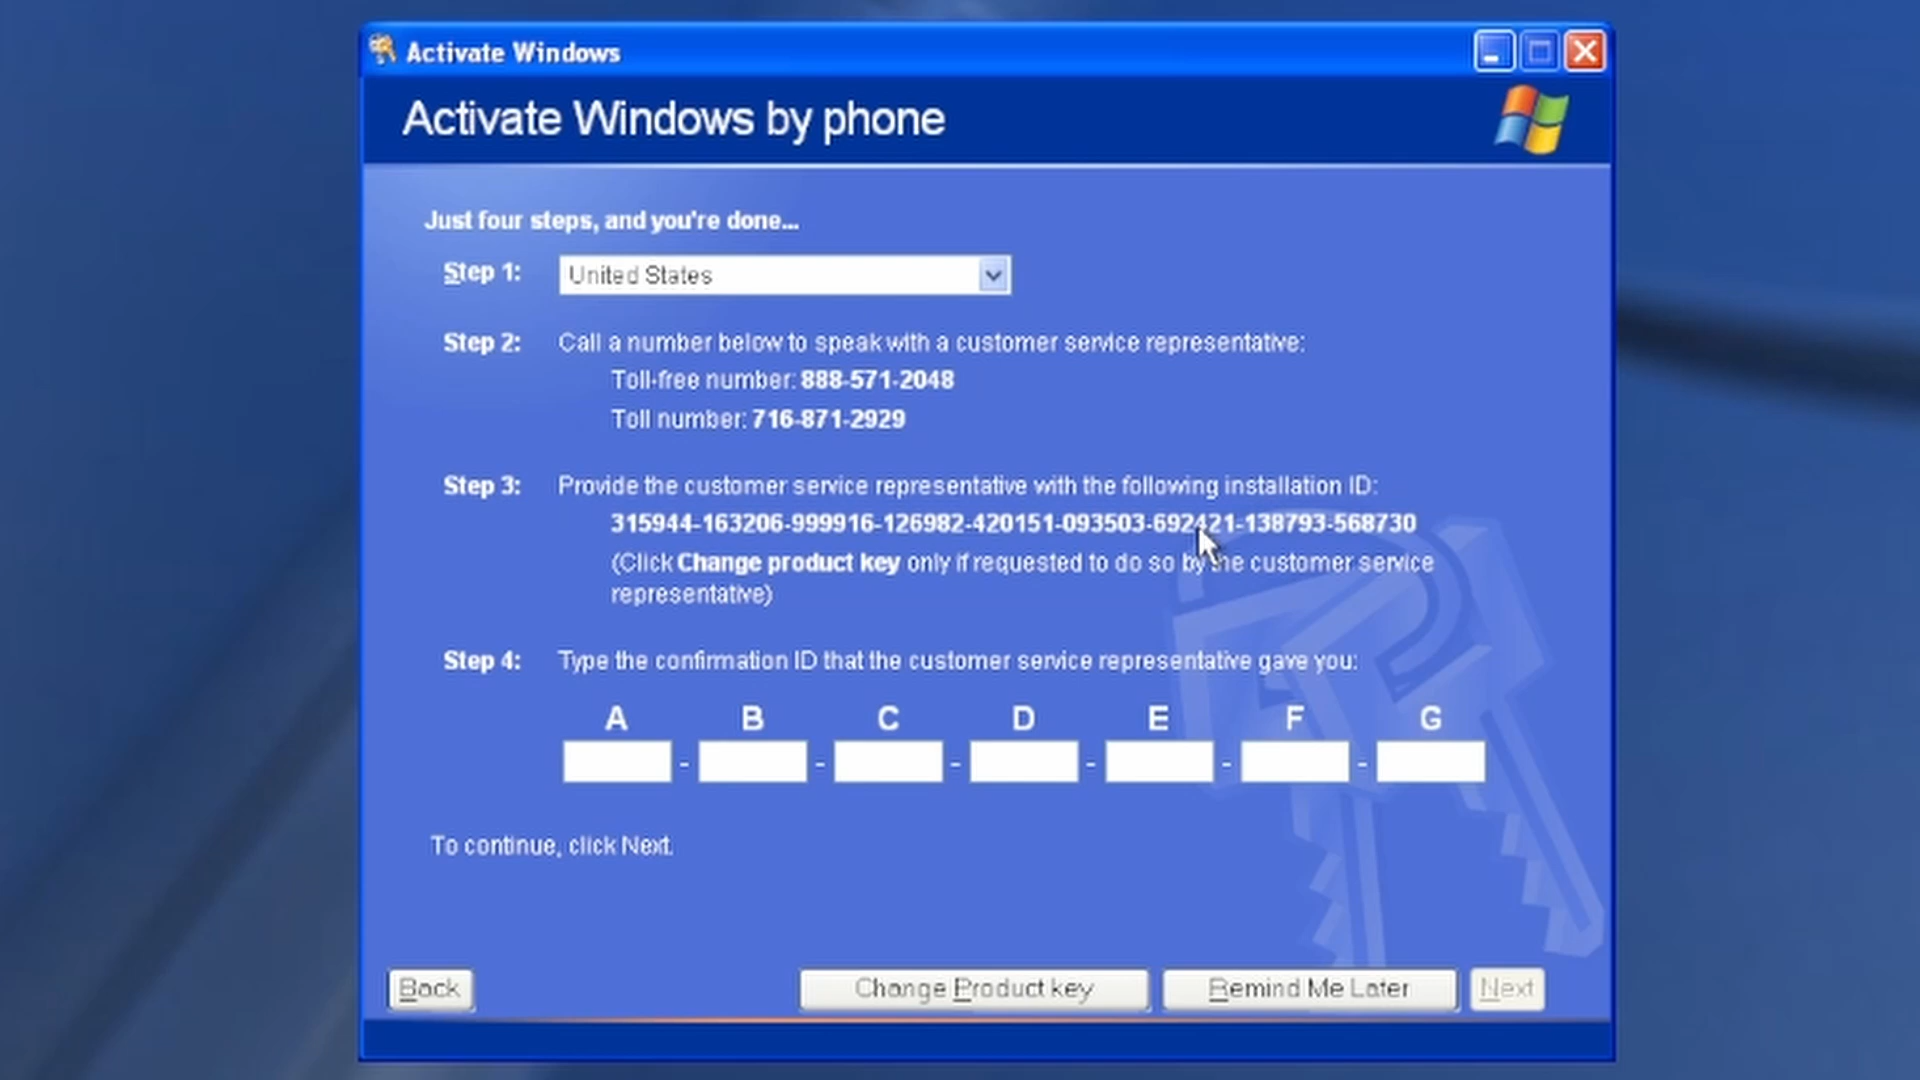 Activate Windows
Activate Windows by phone
Just four steps, and you're done...
Step 1: United States
Step 2: Call a number below to speak with a customer service representative:
Toll-free number: 888-571-2048
Toll number: 716-871-2929
Step 3: Provide the customer service representative with the following installation ID:
315944-163206-999916-126982-420151-093503-692421-138793-568730
(Click Change product key only if requested to do so by the customer service
representative)
Step 4: Type the confirmation ID that the customer service representative gave you:
A B C D E F G
- - - - - -
To continue, click Next.
Back Change Product key Remind Me Later Next